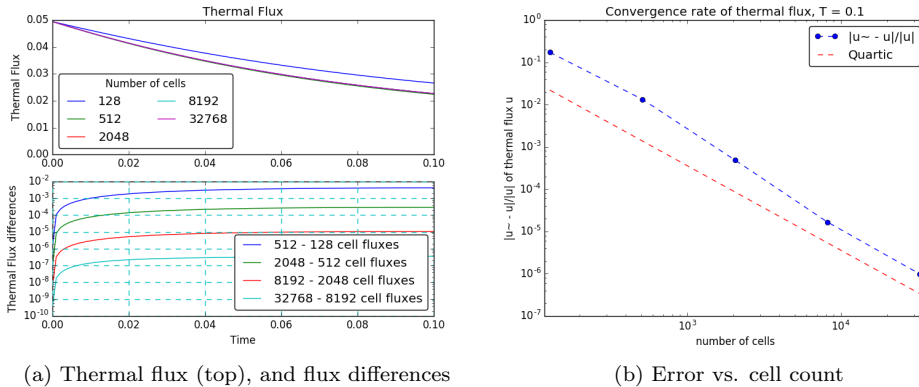 Thermal Flux
Thermal Flux
0.05
0.04
0.03
0.02
0.01
0.00
Number of cells
128
512
2048
8192
32768
0.00 0.02 0.04 0.06 0.08 0.10
Thermal Flux differences
10^-2
10^-3
10^-4
10^-5
10^-6
10^-7
10^-8
10^-9
10^-10
512 - 128 cell fluxes
2048 - 512 cell fluxes
8192 - 2048 cell fluxes
32768 - 8192 cell fluxes
0.00 0.02 0.04 0.06 0.08 0.10
Time
(a) Thermal flux (top), and flux differences
Convergence rate of thermal flux, T = 0.1
|u~ - u|/|u| of thermal flux u
10^0
10^-1
10^-2
10^-3
10^-4
10^-5
10^-6
10^-7
|u~ - u|/|u|
Quartic
10^3 10^4
number of cells
(b) Error vs. cell count